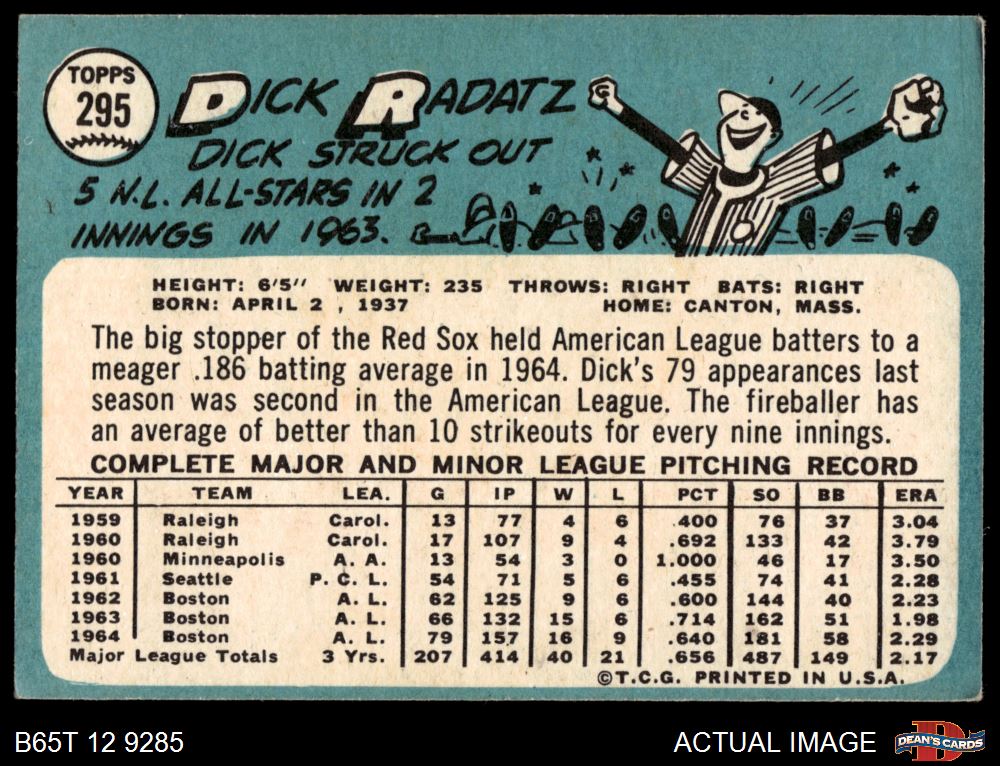 TOPPS
295
DICK RADATZ
DICK STRUCK OUT
5 N.L. ALL-STARS IN 2
INNINGS IN 1963.
HEIGHT: 6'5" WEIGHT: 235 THROWS: RIGHT BATS: RIGHT
BORN: APRIL 2 , 1937 HOME: CANTON, MASS.
The big stopper of the Red Sox held American League batters to a
meager .186 batting average in 1964. Dick's 79 appearances last
season was second in the American League. The fireballer has
an average of better than 10 strikeouts for every nine innings.
COMPLETE MAJOR AND MINOR LEAGUE PITCHING RECORD
YEAR TEAM LEA. G IP W L PCT SO BB ERA
1959 Raleigh Carol. 13 77 4 6 .400 76 37 3.04
1960 Raleigh Carol. 17 107 9 4 .692 133 42 3.79
1960 Minneapolis A. A. 13 54 3 0 1.000 46 17 3.50
1961 Seattle P. C. L. 54 71 5 6 .455 74 41 2.28
1962 Boston A. L. 62 125 9 6 .600 144 40 2.23
1963 Boston A. L. 66 132 15 6 .714 162 51 1.98
1964 Boston A. L. 79 157 16 9 .640 181 58 2.29
Major League Totals 3 Yrs. 207 414 40 21 .656 487 149 2.17
©T.C.G. PRINTED IN U.S.A.
B65T 12 9285 ACTUAL IMAGE DEAN'S CARDS